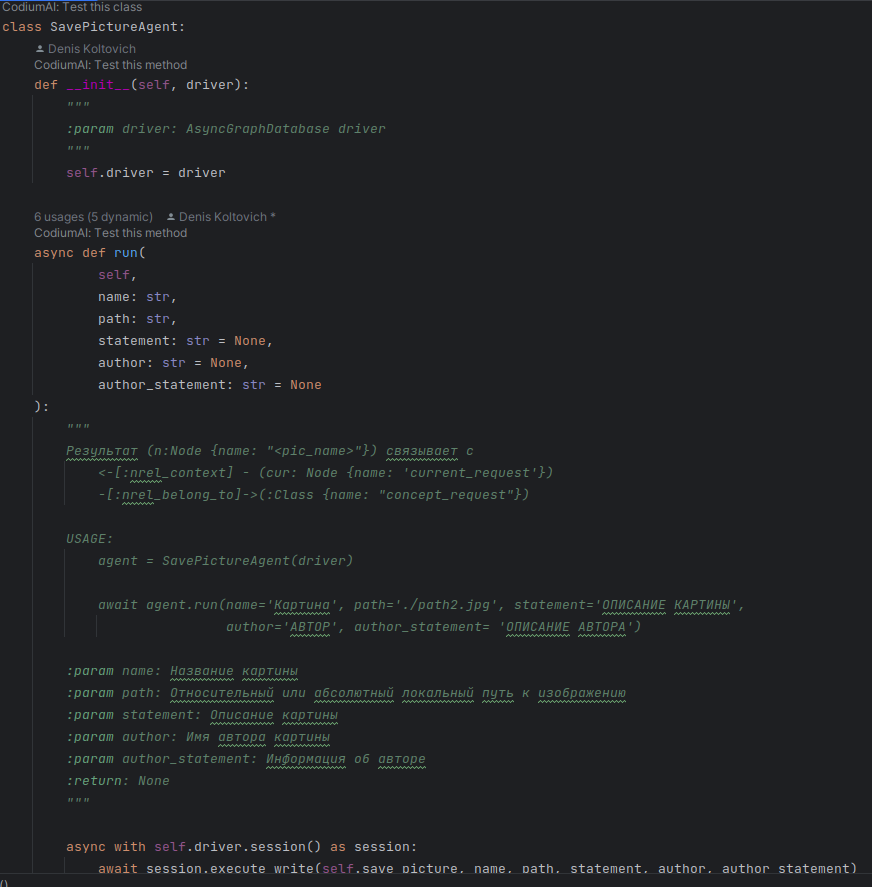 CodiumAI: Test this class
class SavePictureAgent:
Denis Koltovich
CodiumAI: Test this method
def __init__(self, driver):
"""
:param driver: AsyncGraphDatabase driver
"""
self.driver = driver
6 usages (5 dynamic) Denis Koltovich *
CodiumAI: Test this method
async def run(
self,
name: str,
path: str,
statement: str = None,
author: str = None,
author_statement: str = None
):
"""
Результат (n:Node {name: "<pic_name>"}) связывает с
<-[:nrel_context] - (cur: Node {name: 'current_request'})
-[:nrel_belong_to]->(:Class {name: "concept_request"})
USAGE:
agent = SavePictureAgent(driver)
await agent.run(name='Картина', path='./path2.jpg', statement='ОПИСАНИЕ КАРТИНЫ',
author='АВТОР', author_statement= 'ОПИСАНИЕ АВТОРА')
:param name: Название картины
:param path: Относительный или абсолютный локальный путь к изображению
:param statement: Описание картины
:param author: Имя автора картины
:param author_statement: Информация об авторе
:return: None
"""
async with self.driver.session() as session:
await session.execute_write(self.save_picture, name, path, statement, author, author_statement)
()